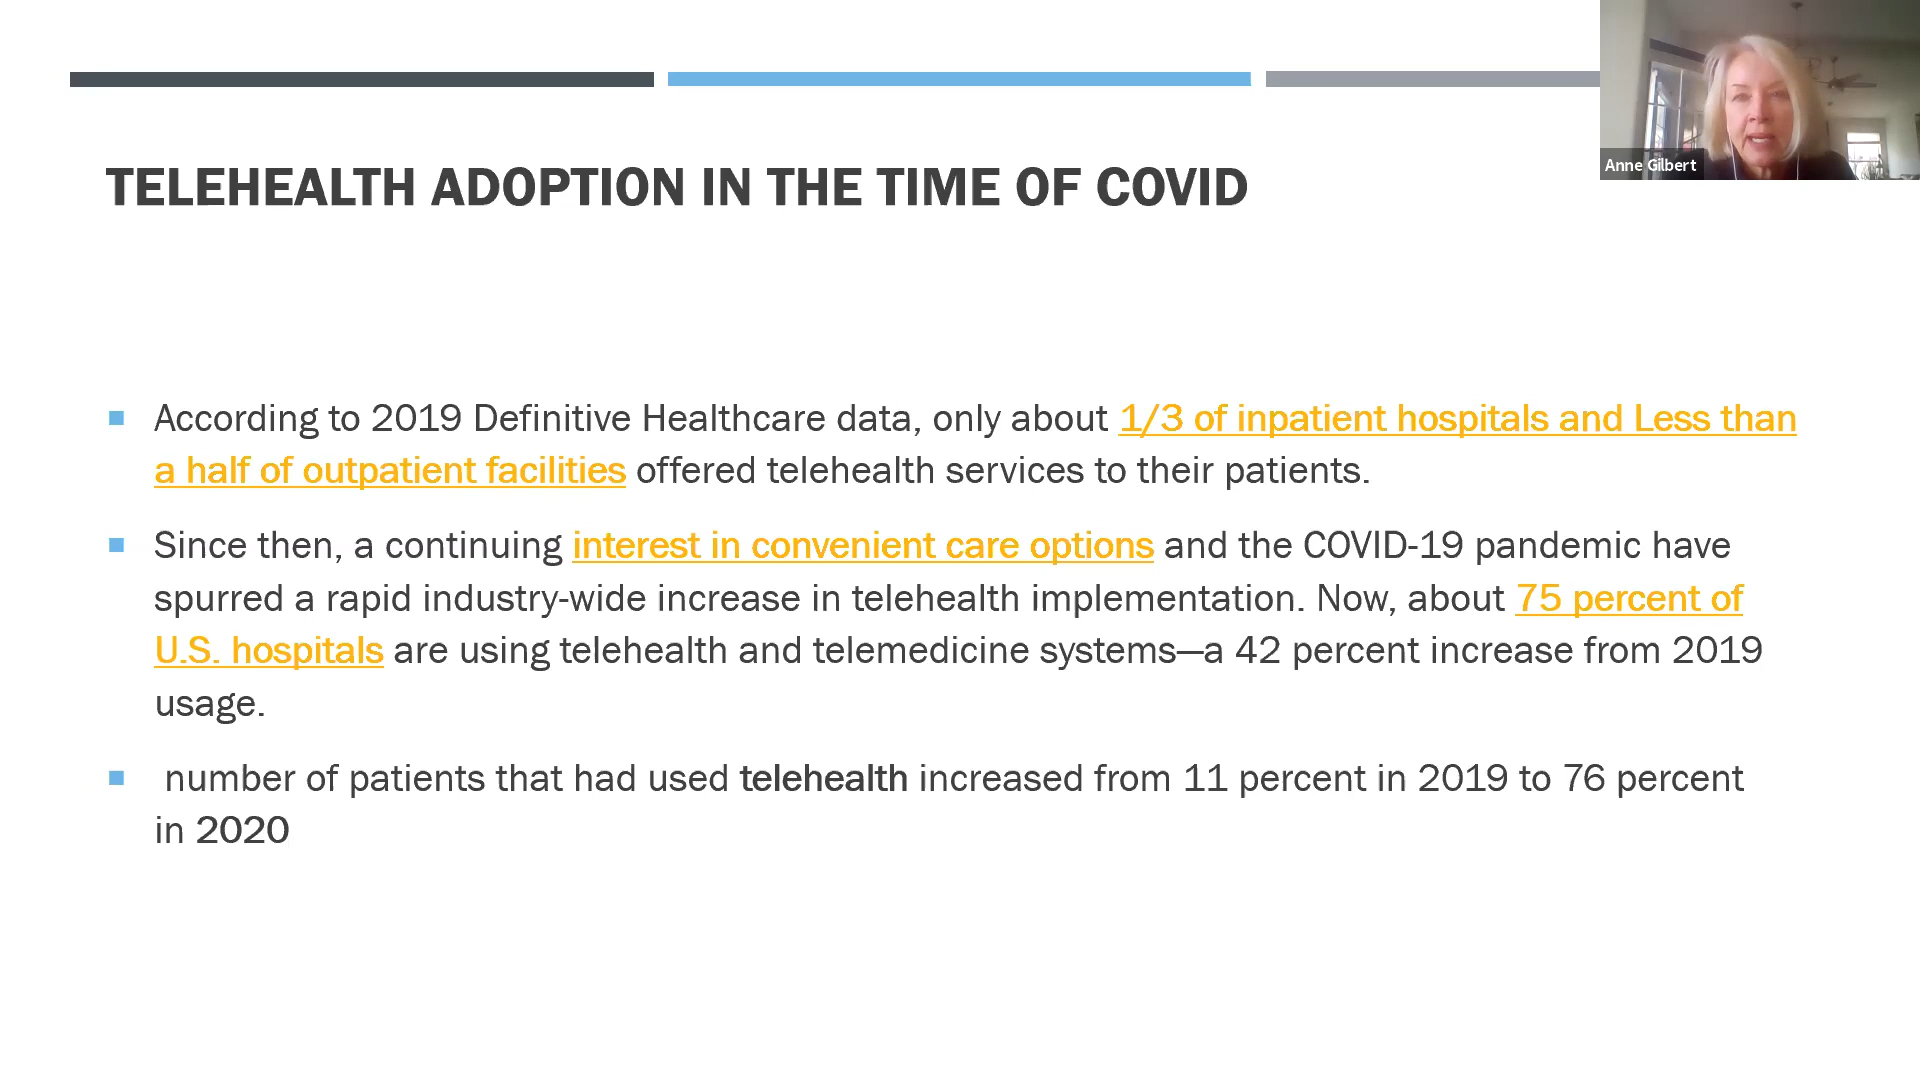 Anne Gilbert
TELEHEALTH ADOPTION IN THE TIME OF COVID
According to 2019 Definitive Healthcare data, only about 1/3 of inpatient hospitals and Less than
a half of outpatient facilities offered telehealth services to their patients.
Since then, a continuing interest in convenient care options and the COVID-19 pandemic have
spurred a rapid industry-wide increase in telehealth implementation. Now, about 75 percent of
U.S. hospitals are using telehealth and telemedicine systems—a 42 percent increase from 2019
usage.
number of patients that had used telehealth increased from 11 percent in 2019 to 76 percent
in 2020